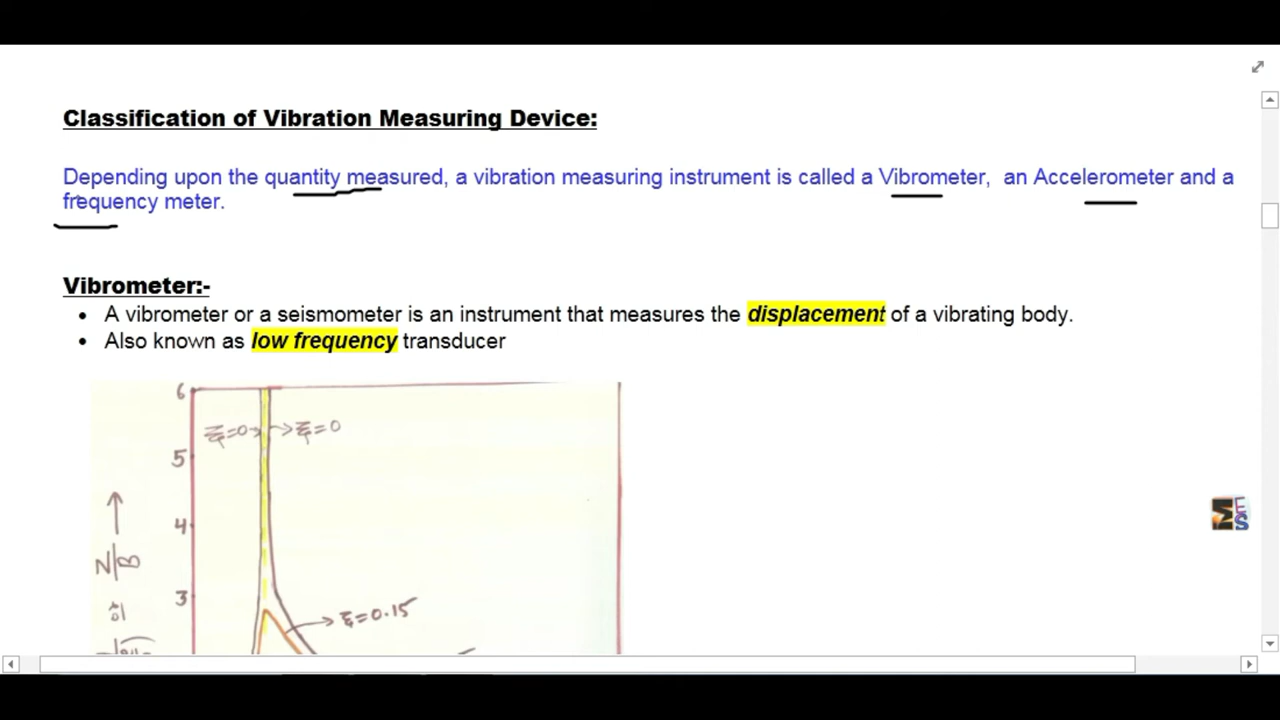 Classification of Vibration Measuring Device:
Depending upon the quantity measured, a vibration measuring instrument is called a Vibrometer, an Accelerometer and a
frequency meter.
Vibrometer:-
• A vibrometer or a seismometer is an instrument that measures the displacement of a vibrating body.
• Also known as low frequency transducer
6
ξ=0 ξ=0
5
4
Z/B
3
ξ=0.15
MES